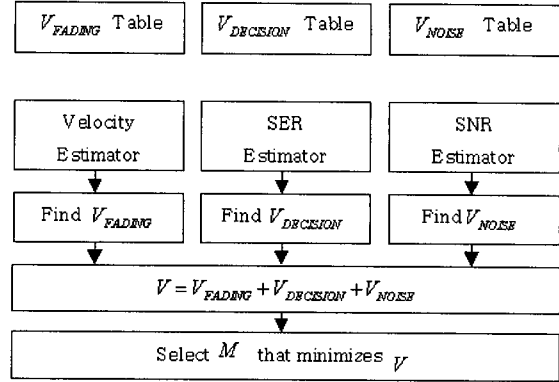 V_FADING Table
V_DECISION Table
V_NOISE Table
Velocity
Estimator
SER
Estimator
SNR
Estimator
Find V_FADING
Find V_DECISION
Find V_NOISE
V = V_FADING + V_DECISION + V_NOISE
Select M that minimizes V